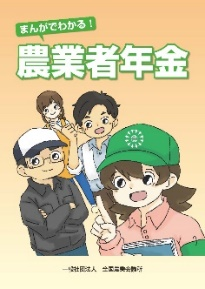 まんがでわかる！
農業者年金
一般社団法人　全国農業会議所